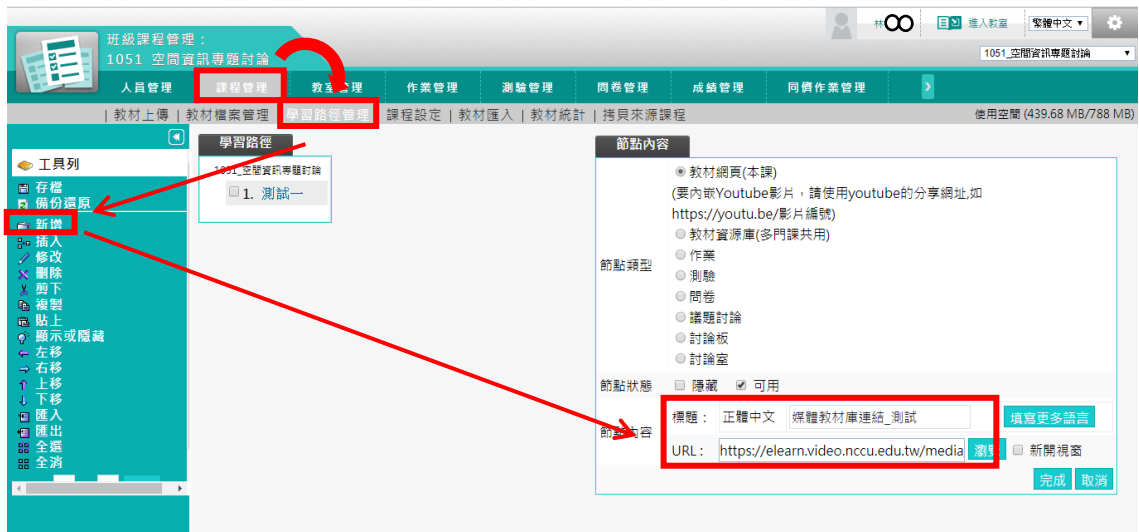 林
進入教室
繁體中文
班級課程管理：
1051 空間資訊專題討論
1051_空間資訊專題討論
人員管理 課程管理 教室管理 作業管理 測驗管理 問卷管理 成績管理 同儕作業管理
| 教材上傳 | 教材檔案管理 學習路徑管理 課程設定 | 教材匯入 | 教材統計 | 拷貝來源課程
使用空間 (439.68 MB/788 MB)
工具列
存檔
備份還原
新增
插入
修改
刪除
剪下
複製
貼上
顯示或隱藏
左移
右移
上移
下移
匯入
匯出
全選
全消
學習路徑
1051_空間資訊專題討論
1. 測試一
節點內容
節點類型
教材網頁(本課)
(要內嵌Youtube影片，請使用youtube的分享網址,如
https://youtu.be/影片編號)
教材資源庫(多門課共用)
作業
測驗
問卷
議題討論
討論板
討論室
節點狀態 隱藏 可用
節點內容
標題： 正體中文 媒體教材庫連結_測試 填寫更多語言
URL： https://elearn.video.nccu.edu.tw/media 瀏覽 新開視窗
完成 取消